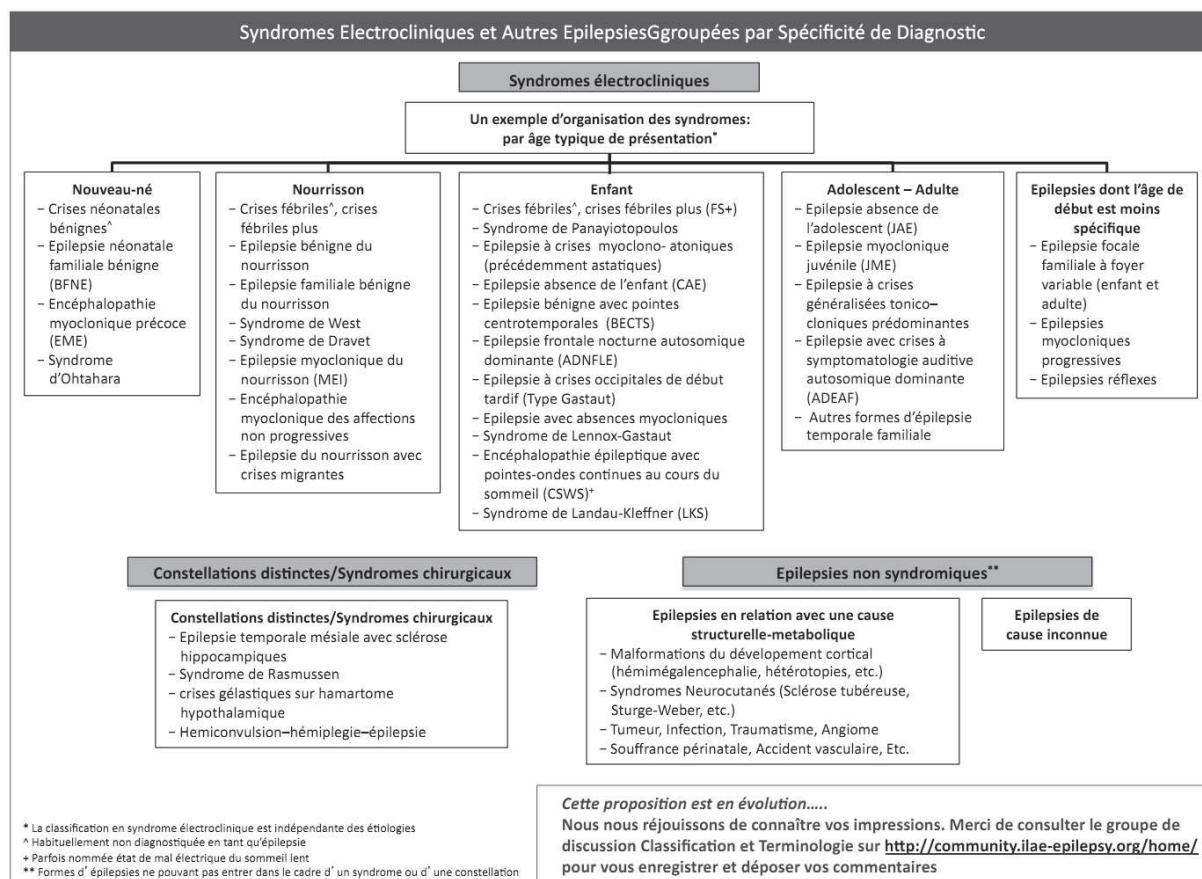 Syndromes Electrocliniques et Autres EpilepsiesGgroupées par Spécificité de Diagnostic
Syndromes électrocliniques
Un exemple d'organisation des syndromes:
par âge typique de présentation*
Nouveau-né
– Crises néonatales
bénignes^
– Epilepsie néonatale
familiale bénigne
(BFNE)
– Encéphalopathie
myoclonique précoce
(EME)
– Syndrome
d'Ohtahara
Nourrisson
– Crises fébriles^, crises
fébriles plus
– Epilepsie bénigne du
nourrisson
– Epilepsie familiale bénigne
du nourrisson
– Syndrome de West
– Syndrome de Dravet
– Epilepsie myoclonique du
nourrisson (MEI)
– Encéphalopathie
myoclonique des affections
non progressives
– Epilepsie du nourrisson avec
crises migrantes
Enfant
– Crises fébriles^, crises fébriles plus (FS+)
– Syndrome de Panayiotopoulos
– Epilepsie à crises myoclono- atoniques
(précédemment astatiques)
– Epilepsie absence de l'enfant (CAE)
– Epilepsie bénigne avec pointes
centrotemporales (BECTS)
– Epilepsie frontale nocturne autosomique
dominante (ADNFLE)
– Epilepsie à crises occipitales de début
tardif (Type Gastaut)
– Epilepsie avec absences myocloniques
– Syndrome de Lennox-Gastaut
– Encéphalopathie épileptique avec
pointes-ondes continues au cours du
sommeil (CSWS)+
– Syndrome de Landau-Kleffner (LKS)
Adolescent – Adulte
– Epilepsie absence de
l'adolescent (JAE)
– Epilepsie myoclonique
juvénile (JME)
– Epilepsie à crises
généralisées tonico–
cloniques prédominantes
– Epilepsie avec crises à
symptomatologie auditive
autosomique dominante
(ADEAF)
– Autres formes d'épilepsie
temporale familiale
Epilepsies dont l'âge de
début est moins
spécifique
– Epilepsie focale
familiale à foyer
variable (enfant et
adulte)
– Epilepsies
mycloniques
progressives
– Epilepsies réflexes
Constellations distinctes/Syndromes chirurgicaux
Constellations distinctes/Syndromes chirurgicaux
– Epilepsie temporale mésiale avec sclérose
hippocampiques
– Syndrome de Rasmussen
– crises gélastiques sur hamartome
hypothalamique
– Hemiconvulsion–hémiplegie–épilepsie
Epilepsies non syndromiques**
Epilepsies en relation avec une cause
structurelle-metabolique
– Malformations du dévelopement cortical
(hémimégalencephalie, hétérotopies, etc.)
– Syndromes Neurocutanés (Sclérose tubéreuse,
Sturge-Weber, etc.)
– Tumeur, Infection, Traumatisme, Angiome
– Souffrance périnatale, Accident vasculaire, Etc.
Epilepsies de
cause inconnue
* La classification en syndrome électroclinique est indépendante des étiologies
^ Habituellement non diagnostiquée en tant qu'épilepsie
+ Parfois nommée état de mal électrique du sommeil lent
** Formes d' épilepsies ne pouvant pas entrer dans le cadre d' un syndrome ou d' une constellation
Cette proposition est en évolution.....
Nous nous réjouissons de connaître vos impressions. Merci de consulter le groupe de
discussion Classification et Terminologie sur http://community.ilae-epilepsy.org/home/
pour vous enregistrer et déposer vos commentaires